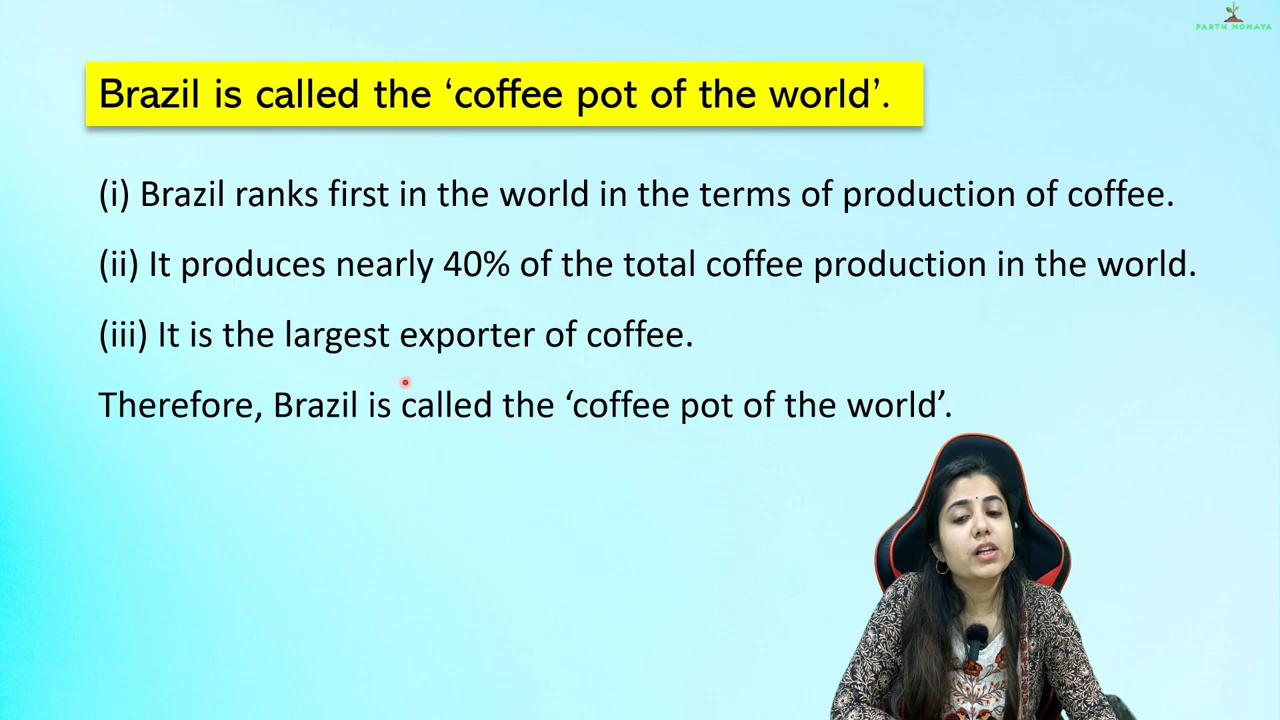 PARTH MOMAYA
Brazil is called the ‘coffee pot of the world’.
(i) Brazil ranks first in the world in the terms of production of coffee.
(ii) It produces nearly 40% of the total coffee production in the world.
(iii) It is the largest exporter of coffee.
Therefore, Brazil is called the ‘coffee pot of the world’.